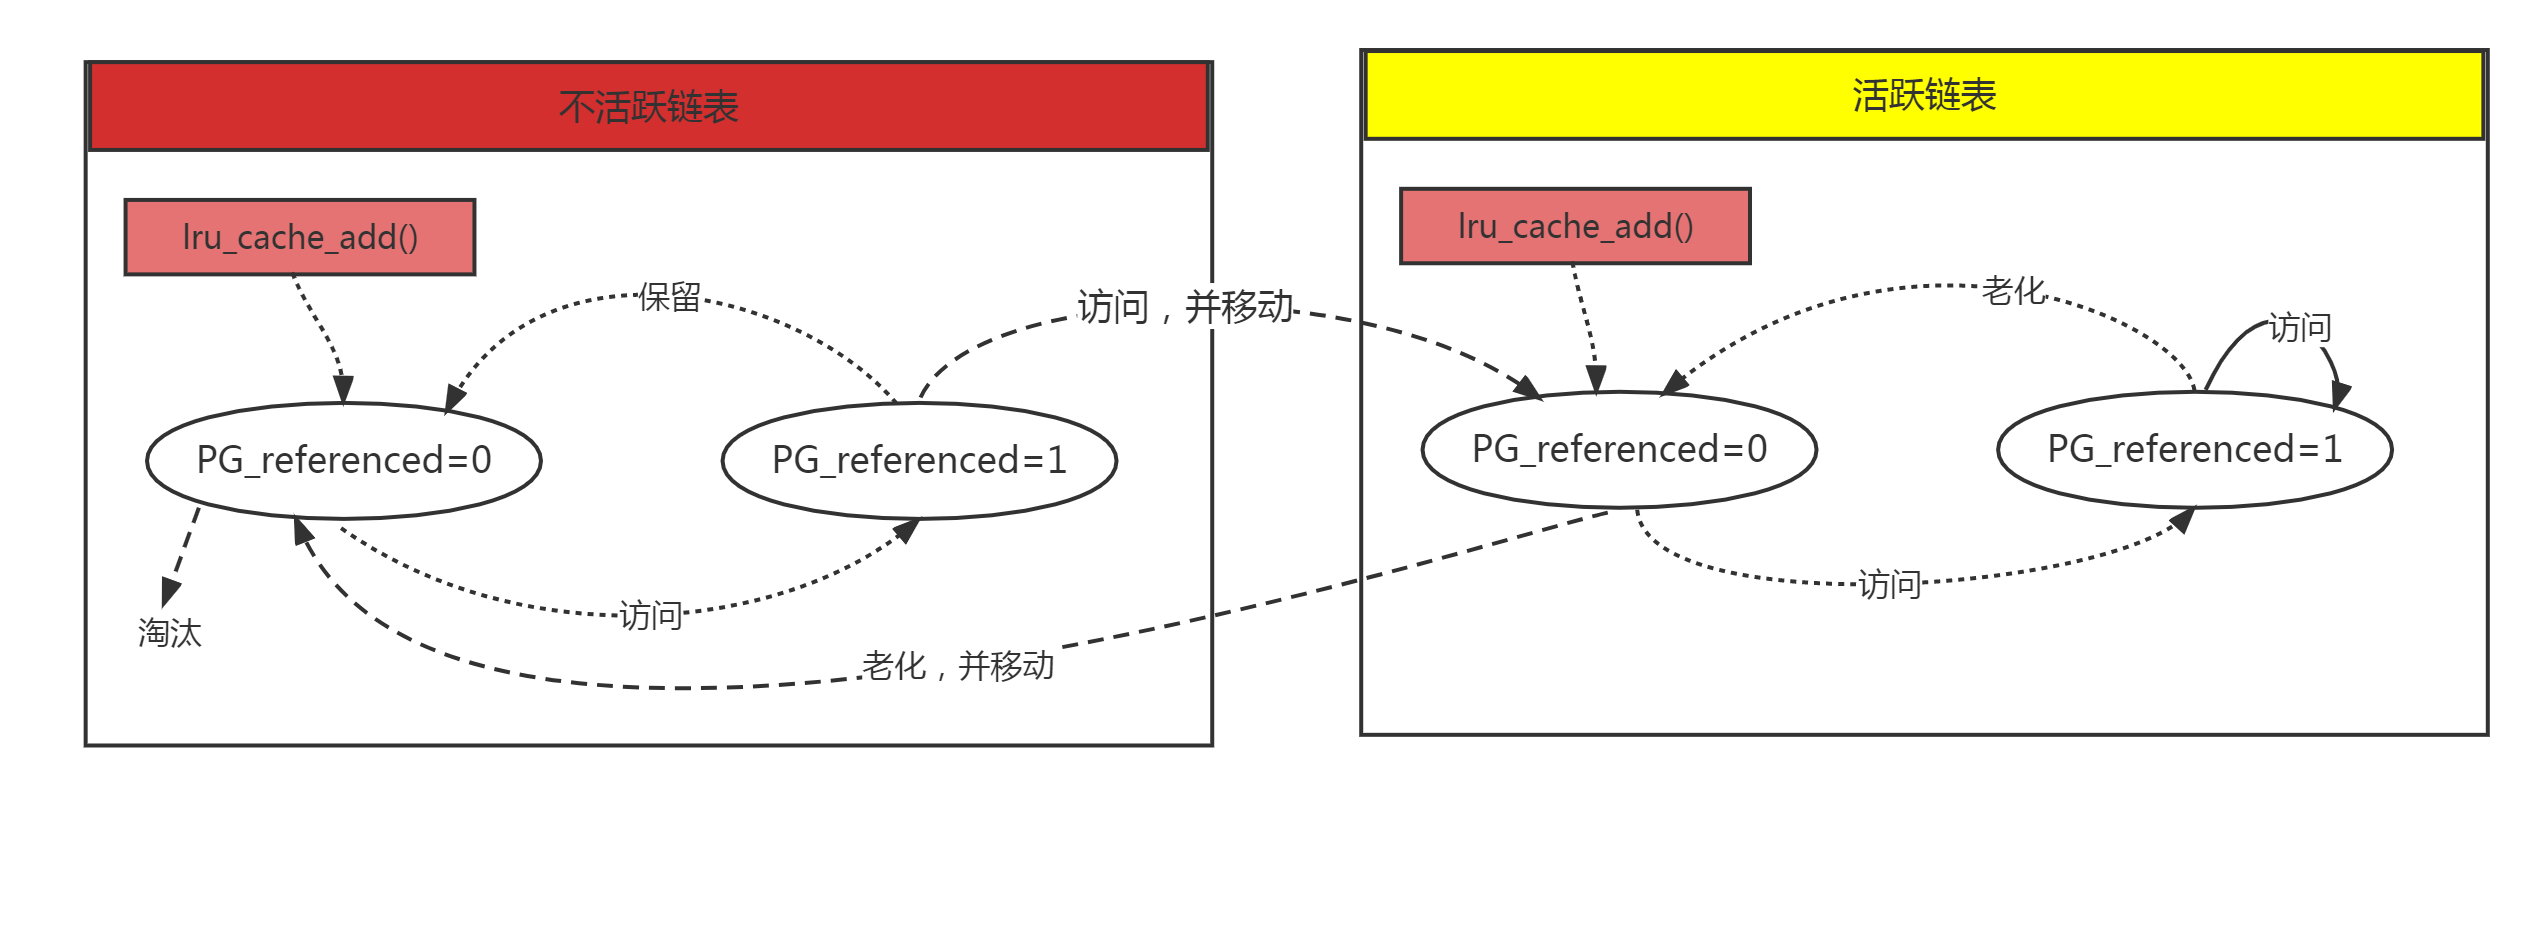 不活跃链表
lru_cache_add()
保留
访问，并移动
PG_referenced=0
PG_referenced=1
访问
淘汰
老化，并移动
活跃链表
lru_cache_add()
老化
访问
PG_referenced=0
PG_referenced=1
访问